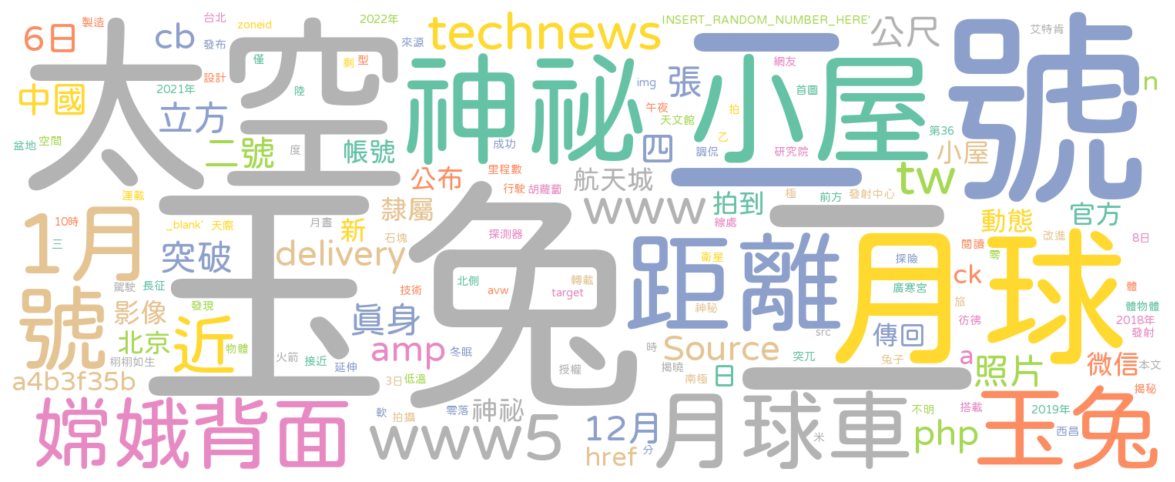 太空
玉兔
三號
神祕小屋
月球
距離
月球車
嫦娥背面
玉兔
1月
號
近
technews
www5
www
tw
delivery
Source
php
amp
二號
中國
6日
cb
立方
帳號
公布
隸屬
新
突破
影像
北京
a4b3f35b
眞身
航天城
拍到
張
四
公尺
小屋
n
動態
官方
ck
傳回
a
日
照片
微信
12月
href
神祕
製造
台北
zoneid
2022年
來源
發布
僅
剩
型
設計
2021年
陸
盆地
空間
度
成功
img
INSERT_RANDOM_NUMBER_HERE'
艾特肯
網友
首圖
午夜
拍
天文館
乙
調侃
研究院
第36
里程數
行駛
胡蘿蔔
極
前方
發射中心
線處
連載
10時
三
_blank'
天際
月晝
石塊
探測器
駕駛
長征
發現
技術
北側
avw
轉載
target
衛星
探險
閱讀
零
改進
8日
廣寒宮
旅
彷彿
體
體物體
2018年
發射
神秘
src
栩栩如生
物體
火箭
接近
延伸
冬眠
授權
時
揭曉
突兀
兔子
南極
本文
揭秘
3日
低溫
軟
拍攝
零落
分
米
不明
搭載
2019年
西昌